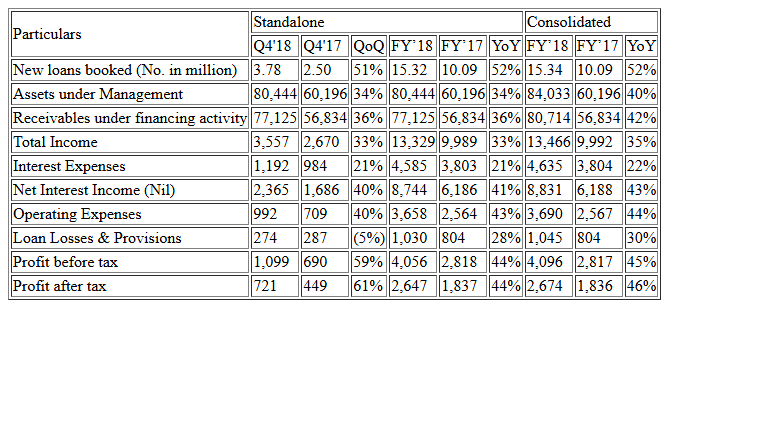 Particulars Standalone Consolidated
Q4'18 Q4'17 QoQ FY'18 FY'17 YoY FY'18 FY'17 YoY
New loans booked (No. in million) 3.78 2.50 51% 15.32 10.09 52% 15.34 10.09 52%
Assets under Management 80,444 60,196 34% 80,444 60,196 34% 84,033 60,196 40%
Receivables under financing activity 77,125 56,834 36% 77,125 56,834 36% 80,714 56,834 42%
Total Income 3,557 2,670 33% 13,329 9,989 33% 13,466 9,992 35%
Interest Expenses 1,192 984 21% 4,585 3,803 21% 4,635 3,804 22%
Net Interest Income (Nil) 2,365 1,686 40% 8,744 6,186 41% 8,831 6,188 43%
Operating Expenses 992 709 40% 3,658 2,564 43% 3,690 2,567 44%
Loan Losses & Provisions 274 287 (5%) 1,030 804 28% 1,045 804 30%
Profit before tax 1,099 690 59% 4,056 2,818 44% 4,096 2,817 45%
Profit after tax 721 449 61% 2,647 1,837 44% 2,674 1,836 46%